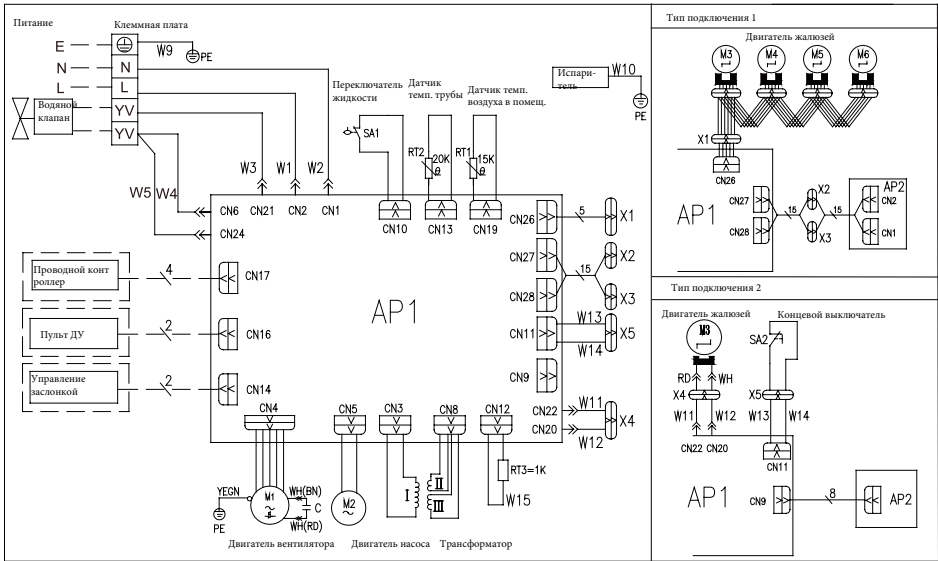 Питание
Клеммная плата
E
N
L
Водяной
клапан
N
L
YV
YV
W9
PE
W5
W4
W3
W1
W2
Переключатель
жидкости
Датчик
темп. трубы
Датчик темп.
воздуха в помещ.
SA1
RT2
20K
θ
RT1
15K
θ
Испари-
тель
W10
PE
CN6
CN21
CN2
CN1
CN10
CN13
CN19
CN24
CN26
5
X1
CN27
CN28
15
X2
X3
CN11
W13
W14
X5
CN9
CN22
CN20
W11
W12
X4
Проводной конт
роллер
4
CN17
Пульт ДУ
2
CN16
Управление
заслонкой
2
CN14
AP1
CN4
CN5
CN3
CN8
CN12
RT3=1K
W15
YEGN
PE
M1
~
WH(BN)
C
WH(RD)
M2
~
I
II
III
Двигатель вентилятора
Двигатель насоса
Трансформатор
Тип подключения 1
Двигатель жалюзей
M3
M4
M5
M6
X1
CN26
AP1
CN27
CN28
15
X2
X3
15
AP2
CN2
CN1
Тип подключения 2
Двигатель жалюзей
Концевой выключатель
M3
SA2
RD
WH
X4
X5
W11
W12
W13
W14
CN22
CN20
CN11
AP1
CN9
8
AP2